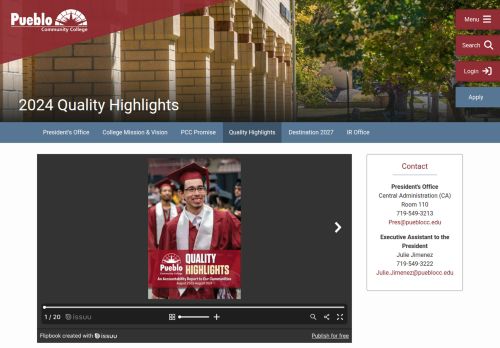 Pueblo
Community College
Menu
Search
Login
Apply
2024 Quality Highlights
President's Office
College Mission & Vision
PCC Promise
Quality Highlights
Destination 2027
IR Office
Pueblo
Community College
QUALITY
HIGHLIGHTS
An Accountability Report to Our Communities
August 2023-August 2024
1 / 20
issuu
Flipbook created with issuu
Publish for free
Contact
President's Office
Central Administration (CA)
Room 110
719-549-3213
Pres@pueblocc.edu
Executive Assistant to the
President
Julie Jimenez
719-549-3222
Julie.Jimenez@pueblocc.edu